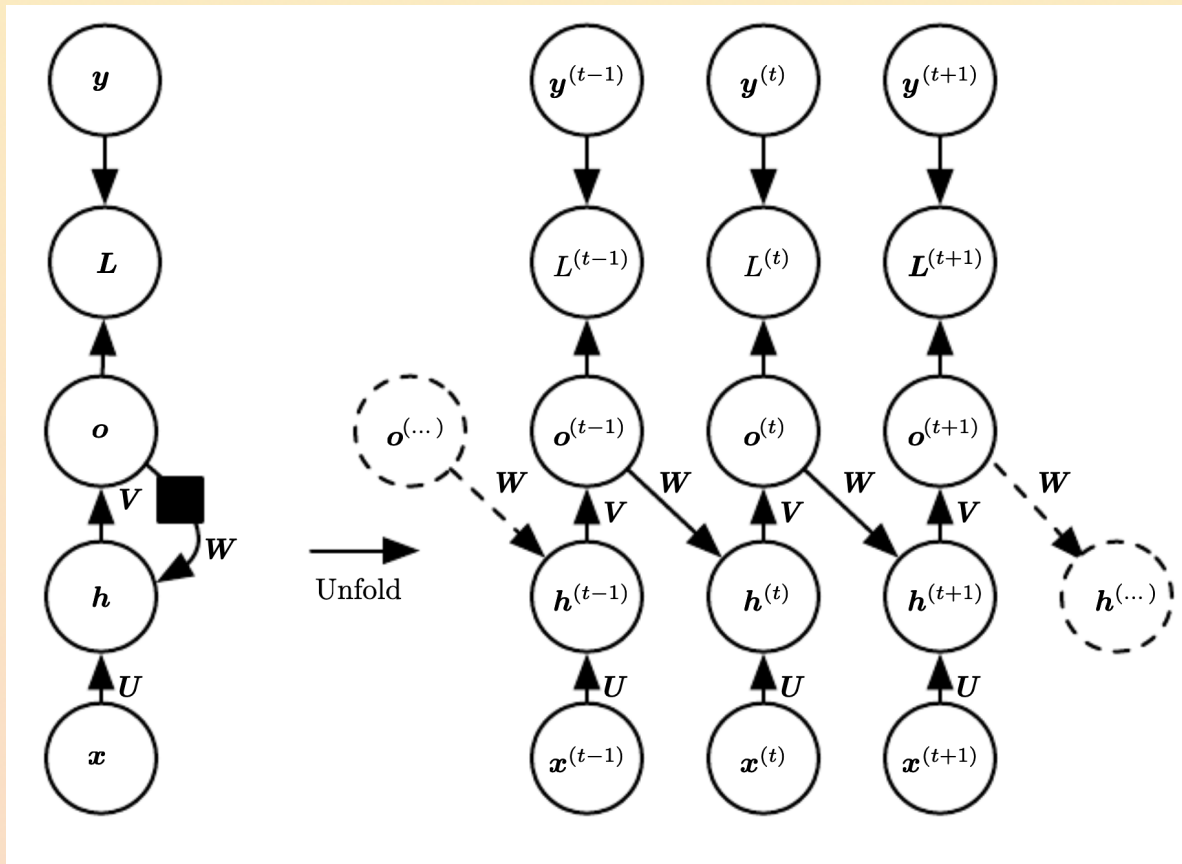 y y^(t−1) y^(t) y^(t+1)
L L^(t−1) L^(t) L^(t+1)
o o^(...) o^(t−1) o^(t) o^(t+1)
W W W W
V V V V
W
Unfold
h h^(t−1) h^(t) h^(t+1) h^(...)
U U U U
x x^(t−1) x^(t) x^(t+1)